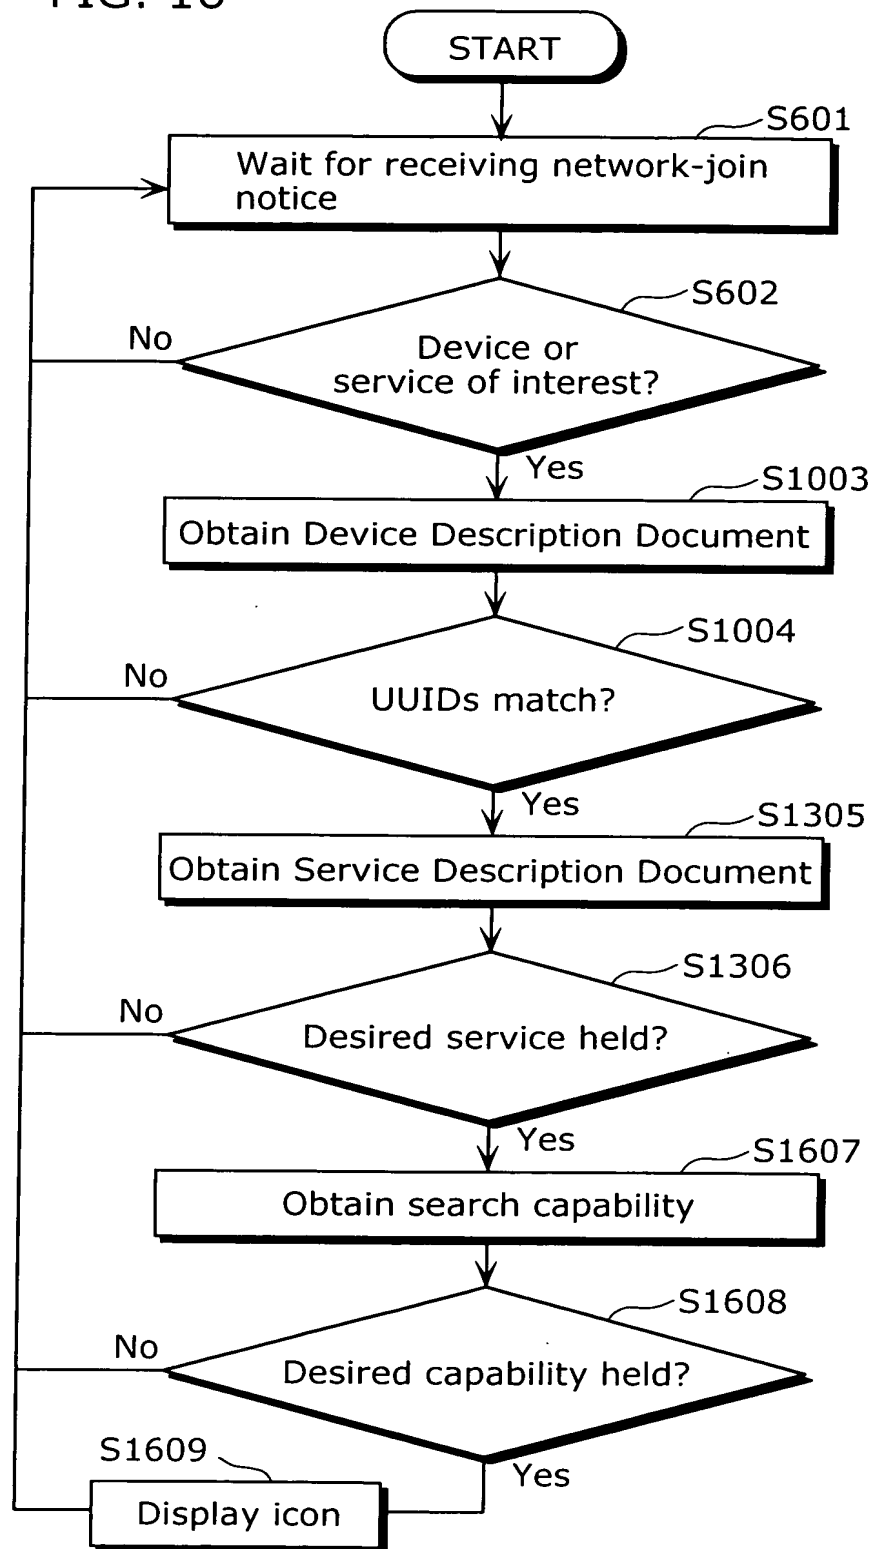 FIG. 16
START
S601
Wait for receiving network-join
notice
S602
No
Device or
service of interest?
Yes
S1003
Obtain Device Description Document
S1004
No
UUIDs match?
Yes
S1305
Obtain Service Description Document
S1306
No
Desired service held?
Yes
S1607
Obtain search capability
S1608
No
Desired capability held?
Yes
S1609
Display icon